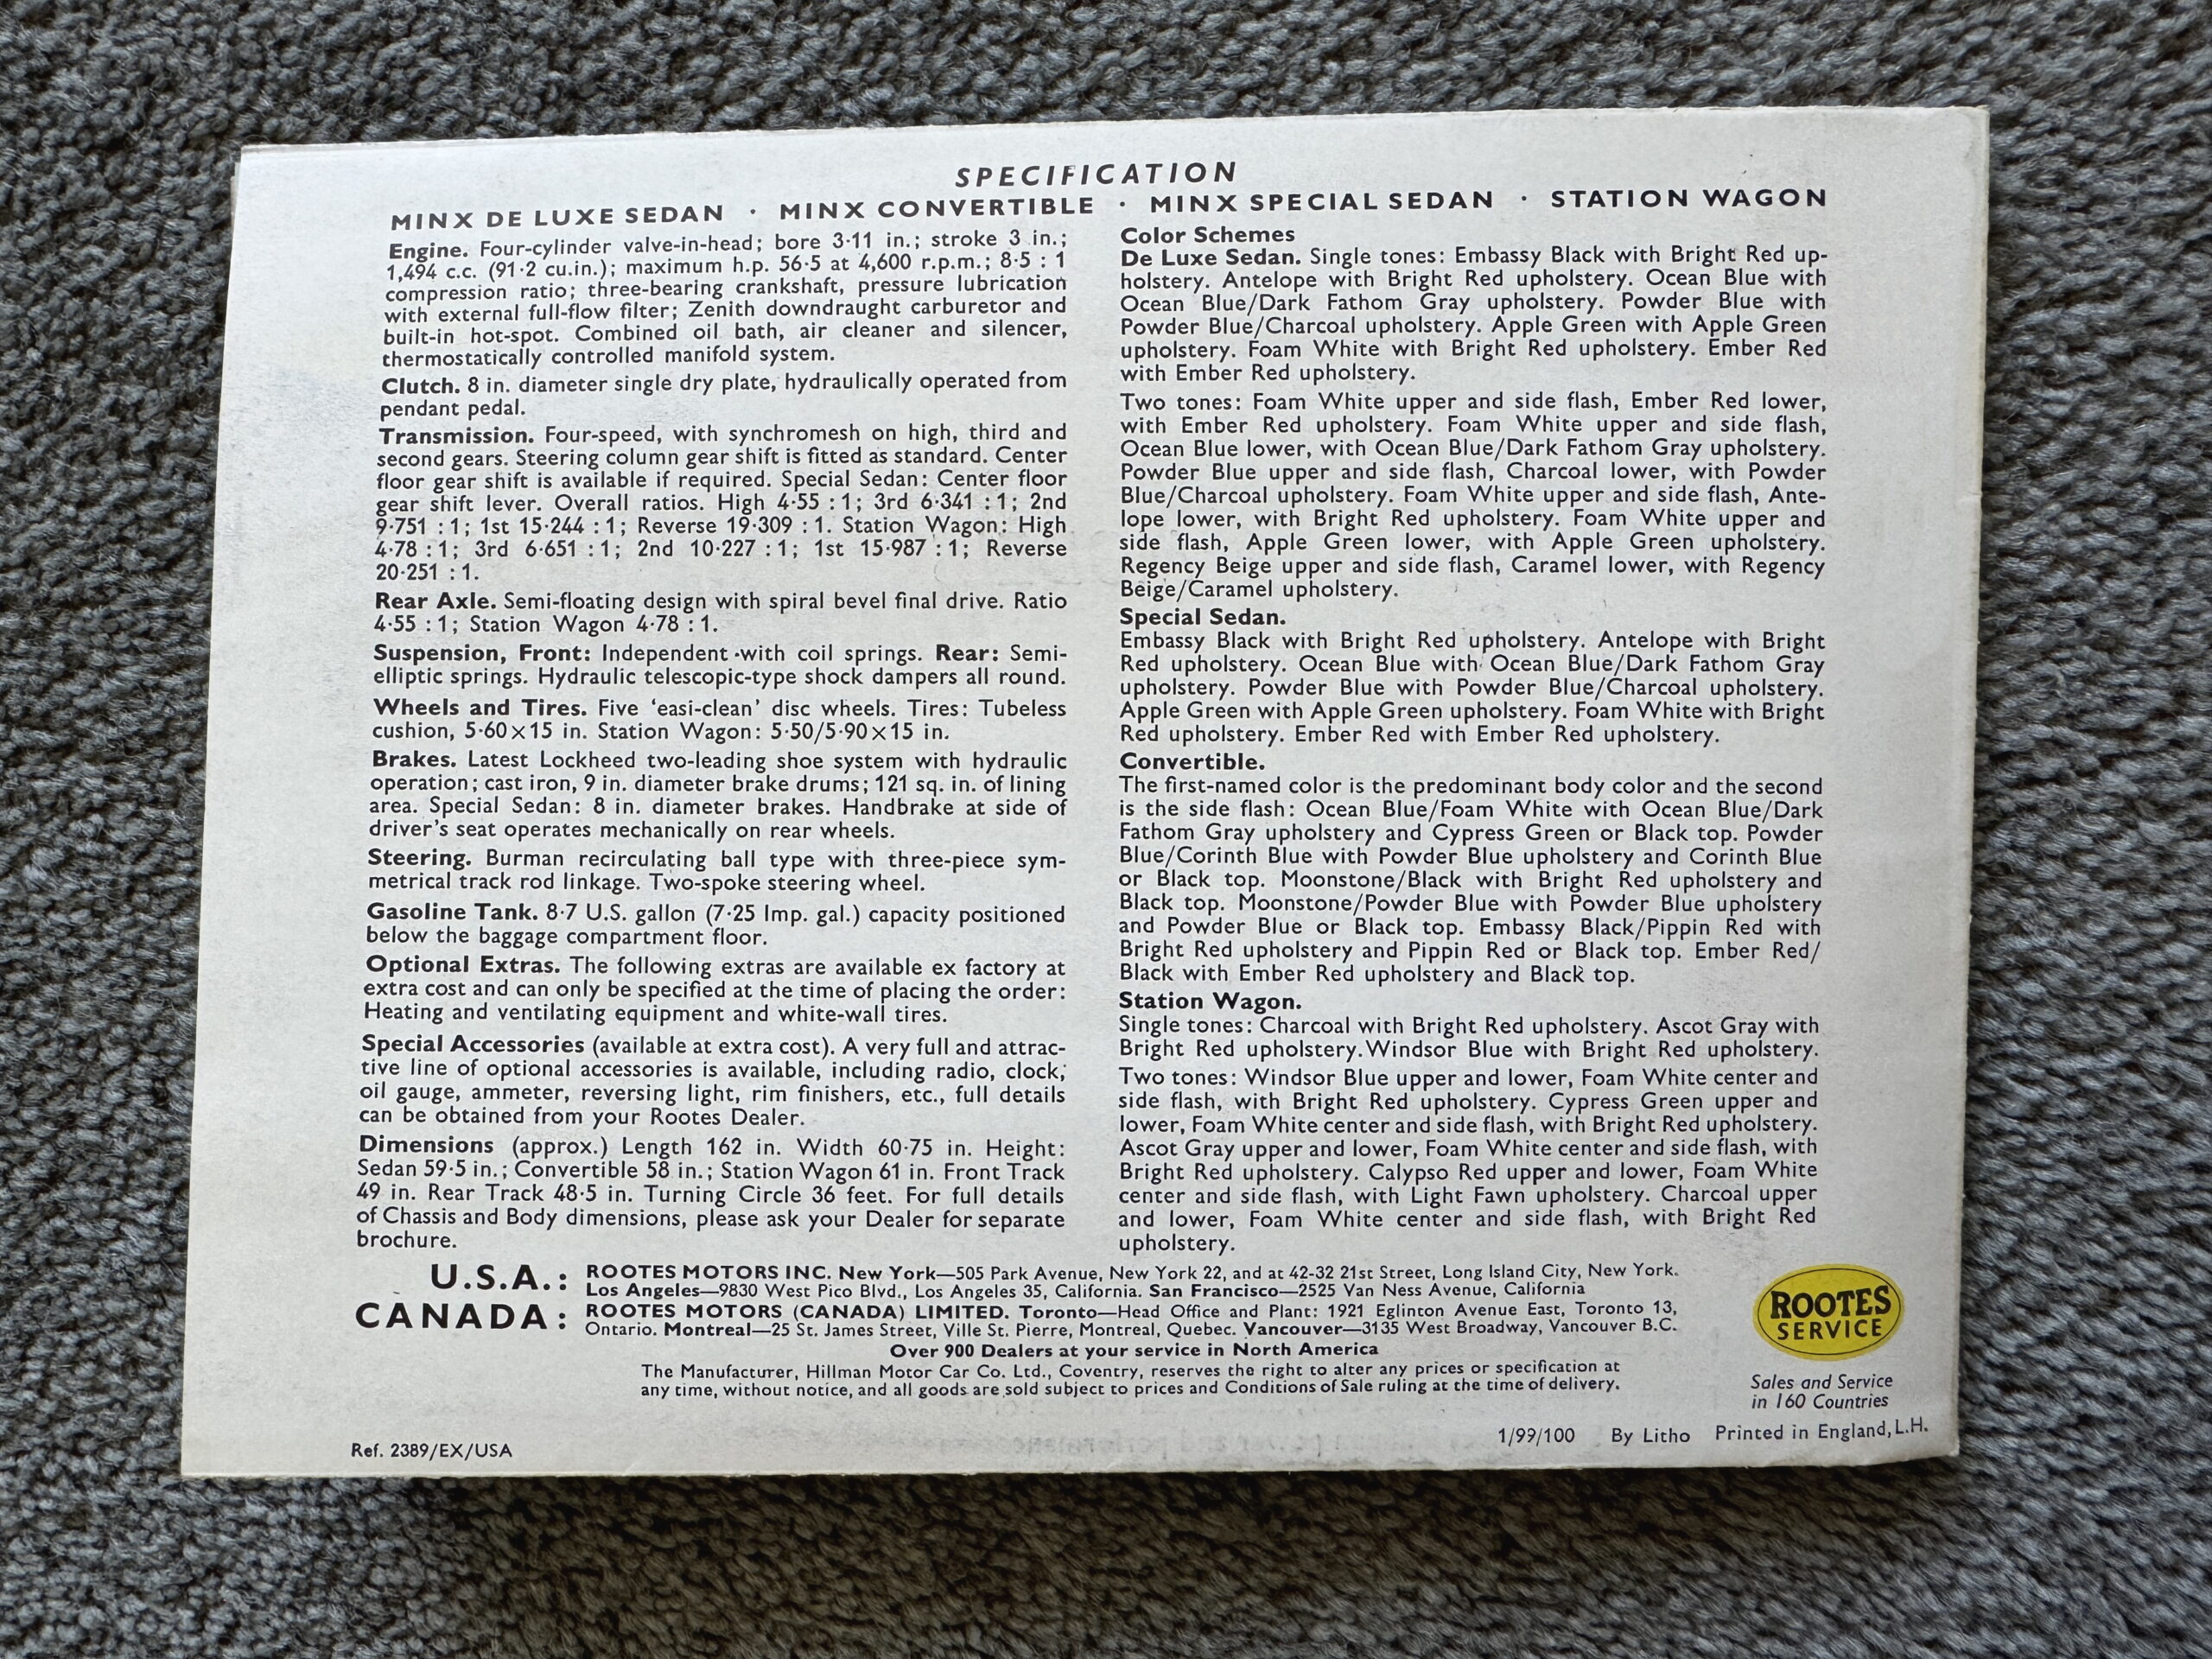 SPECIFICATION
MINX DE LUXE SEDAN · MINX CONVERTIBLE · MINX SPECIAL SEDAN · STATION WAGON
Engine. Four-cylinder valve-in-head; bore 3·11 in.; stroke 3 in.;
1,494 c.c. (91·2 cu.in.); maximum h.p. 56·5 at 4,600 r.p.m.; 8·5 : 1
compression ratio; three-bearing crankshaft, pressure lubrication
with external full-flow filter; Zenith downdraught carburetor and
built-in hot-spot. Combined oil bath, air cleaner and silencer,
thermostatically controlled manifold system.
Clutch. 8 in. diameter single dry plate, hydraulically operated from
pendant pedal.
Transmission. Four-speed, with synchromesh on high, third and
second gears. Steering column gear shift is fitted as standard. Center
floor gear shift is available if required. Special Sedan: Center floor
gear shift lever. Overall ratios. High 4·55 : 1; 3rd 6·341 : 1; 2nd
9·751 : 1; 1st 15·244 : 1; Reverse 19·309 : 1. Station Wagon: High
4·78 : 1; 3rd 6·651 : 1; 2nd 10·227 : 1; 1st 15·987 : 1; Reverse
20·251 : 1.
Rear Axle. Semi-floating design with spiral bevel final drive. Ratio
4·55 : 1; Station Wagon 4·78 : 1.
Suspension, Front: Independent with coil springs. Rear: Semi-
elliptic springs. Hydraulic telescopic-type shock dampers all round.
Wheels and Tires. Five ‘easi-clean’ disc wheels. Tires: Tubeless
cushion, 5·60×15 in. Station Wagon: 5·50/5·90×15 in.
Brakes. Latest Lockheed two-leading shoe system with hydraulic
operation; cast iron, 9 in. diameter brake drums; 121 sq. in. of lining
area. Special Sedan: 8 in. diameter brakes. Handbrake at side of
driver’s seat operates mechanically on rear wheels.
Steering. Burman recirculating ball type with three-piece sym-
metrical track rod linkage. Two-spoke steering wheel.
Gasoline Tank. 8·7 U.S. gallon (7·25 Imp. gal.) capacity positioned
below the baggage compartment floor.
Optional Extras. The following extras are available ex factory at
extra cost and can only be specified at the time of placing the order:
Heating and ventilating equipment and white-wall tires.
Special Accessories (available at extra cost). A very full and attrac-
tive line of optional accessories is available, including radio, clock,
oil gauge, ammeter, reversing light, rim finishers, etc., full details
can be obtained from your Rootes Dealer.
Dimensions (approx.) Length 162 in. Width 60·75 in. Height:
Sedan 59·5 in.; Convertible 58 in.; Station Wagon 61 in. Front Track
49 in. Rear Track 48·5 in. Turning Circle 36 feet. For full details
of Chassis and Body dimensions, please ask your Dealer for separate
brochure.
Color Schemes
De Luxe Sedan. Single tones: Embassy Black with Bright Red up-
holstery. Antelope with Bright Red upholstery. Ocean Blue with
Ocean Blue/Dark Fathom Gray upholstery. Powder Blue with
Powder Blue/Charcoal upholstery. Apple Green with Apple Green
upholstery. Foam White with Bright Red upholstery. Ember Red
with Ember Red upholstery.
Two tones: Foam White upper and side flash, Ember Red lower,
with Ember Red upholstery. Foam White upper and side flash,
Ocean Blue lower, with Ocean Blue/Dark Fathom Gray upholstery.
Powder Blue upper and side flash, Charcoal lower, with Powder
Blue/Charcoal upholstery. Foam White upper and side flash, Ante-
lope lower, with Bright Red upholstery. Foam White upper and
side flash, Apple Green lower, with Apple Green upholstery.
Regency Beige upper and side flash, Caramel lower, with Regency
Beige/Caramel upholstery.
Special Sedan.
Embassy Black with Bright Red upholstery. Antelope with Bright
Red upholstery. Ocean Blue with Ocean Blue/Dark Fathom Gray
upholstery. Powder Blue with Powder Blue/Charcoal upholstery.
Apple Green with Apple Green upholstery. Foam White with Bright
Red upholstery. Ember Red with Ember Red upholstery.
Convertible.
The first-named color is the predominant body color and the second
is the side flash: Ocean Blue/Foam White with Ocean Blue/Dark
Fathom Gray upholstery and Cypress Green or Black top. Powder
Blue/Corinth Blue with Powder Blue upholstery and Corinth Blue
or Black top. Moonstone/Black with Bright Red upholstery and
Black top. Moonstone/Powder Blue with Powder Blue upholstery
and Powder Blue or Black top. Embassy Black/Pippin Red with
Bright Red upholstery and Pippin Red or Black top. Ember Red/
Black with Ember Red upholstery and Black top.
Station Wagon.
Single tones: Charcoal with Bright Red upholstery. Ascot Gray with
Bright Red upholstery. Windsor Blue with Bright Red upholstery.
Two tones: Windsor Blue upper and lower, Foam White center and
side flash, with Bright Red upholstery. Cypress Green upper and
lower, Foam White center and side flash, with Bright Red upholstery.
Ascot Gray upper and lower, Foam White center and side flash, with
Bright Red upholstery. Calypso Red upper and lower, Foam White
center and side flash, with Light Fawn upholstery. Charcoal upper
and lower, Foam White center and side flash, with Bright Red
upholstery.
U.S.A.: ROOTES MOTORS INC. New York—505 Park Avenue, New York 22, and at 42-32 21st Street, Long Island City, New York.
Los Angeles—9830 West Pico Blvd., Los Angeles 35, California. San Francisco—2525 Van Ness Avenue, California
CANADA: ROOTES MOTORS (CANADA) LIMITED. Toronto—Head Office and Plant: 1921 Eglinton Avenue East, Toronto 13,
Ontario. Montreal—25 St. James Street, Ville St. Pierre, Montreal, Quebec. Vancouver—3135 West Broadway, Vancouver B.C.
Over 900 Dealers at your service in North America
The Manufacturer, Hillman Motor Car Co. Ltd., Coventry, reserves the right to alter any prices or specification at
any time, without notice, and all goods are sold subject to prices and Conditions of Sale ruling at the time of delivery.
ROOTES
SERVICE
Sales and Service
in 160 Countries
Ref. 2389/EX/USA
1/99/100 By Litho Printed in England, L.H.